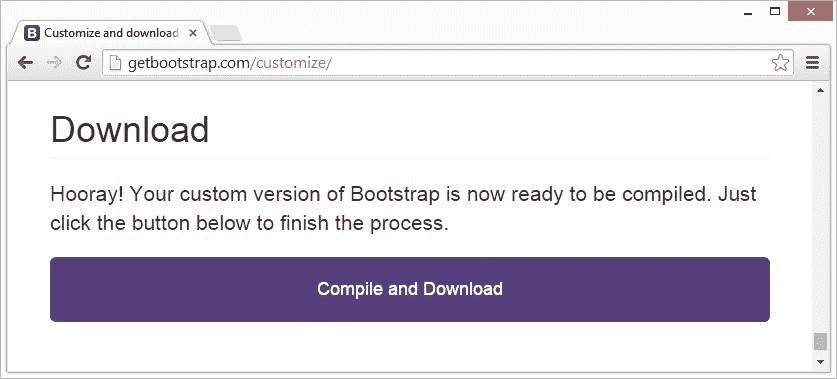 B Customize and download
getbootstrap.com/customize/
Download
Hooray! Your custom version of Bootstrap is now ready to be compiled. Just
click the button below to finish the process.
Compile and Download